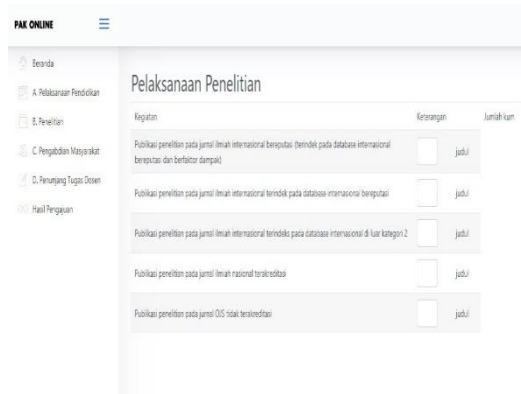 PAK ONLINE
Beranda
A. Pelaksanaan Pendidikan
B. Penelitian
C. Pengabdian Masyarakat
D. Penunjang Tugas Dosen
Hasil Pengajuan
Pelaksanaan Penelitian
Kegiatan Keterangan Jumlah kum
Publikasi penelitian pada jurnal ilmiah internasional bereputasi (terindek pada database internasional
bereputasi dan berfaktor dampak) judul
Publikasi penelitian pada jurnal ilmiah internasional terindek pada database internasional bereputasi judul
Publikasi penelitian pada jurnal ilmiah internasional terindeks pada database internasional di luar kategori 2 judul
Publikasi penelitian pada jurnal ilmiah nasional terakreditasi judul
Publikasi penelitian pada jurnal OJS tidak terakreditasi judul